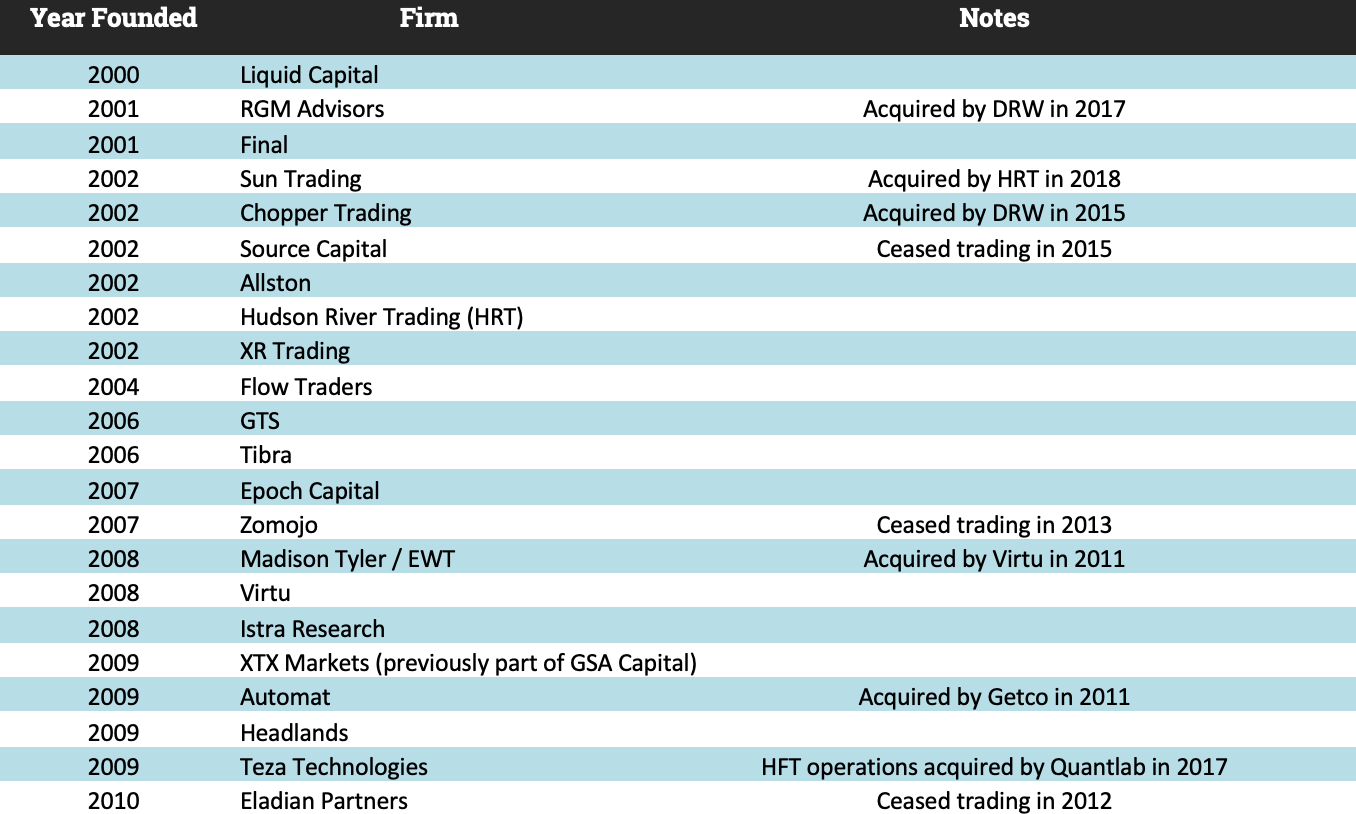 Year Founded Firm Notes
2000 Liquid Capital
2001 RGM Advisors Acquired by DRW in 2017
2001 Final
2002 Sun Trading Acquired by HRT in 2018
2002 Chopper Trading Acquired by DRW in 2015
2002 Source Capital Ceased trading in 2015
2002 Allston
2002 Hudson River Trading (HRT)
2002 XR Trading
2004 Flow Traders
2006 GTS
2006 Tibra
2007 Epoch Capital
2007 Zomojo Ceased trading in 2013
2008 Madison Tyler / EWT Acquired by Virtu in 2011
2008 Virtu
2008 Istra Research
2009 XTX Markets (previously part of GSA Capital)
2009 Automat Acquired by Getco in 2011
2009 Headlands
2009 Teza Technologies HFT operations acquired by Quantlab in 2017
2010 Eladian Partners Ceased trading in 2012